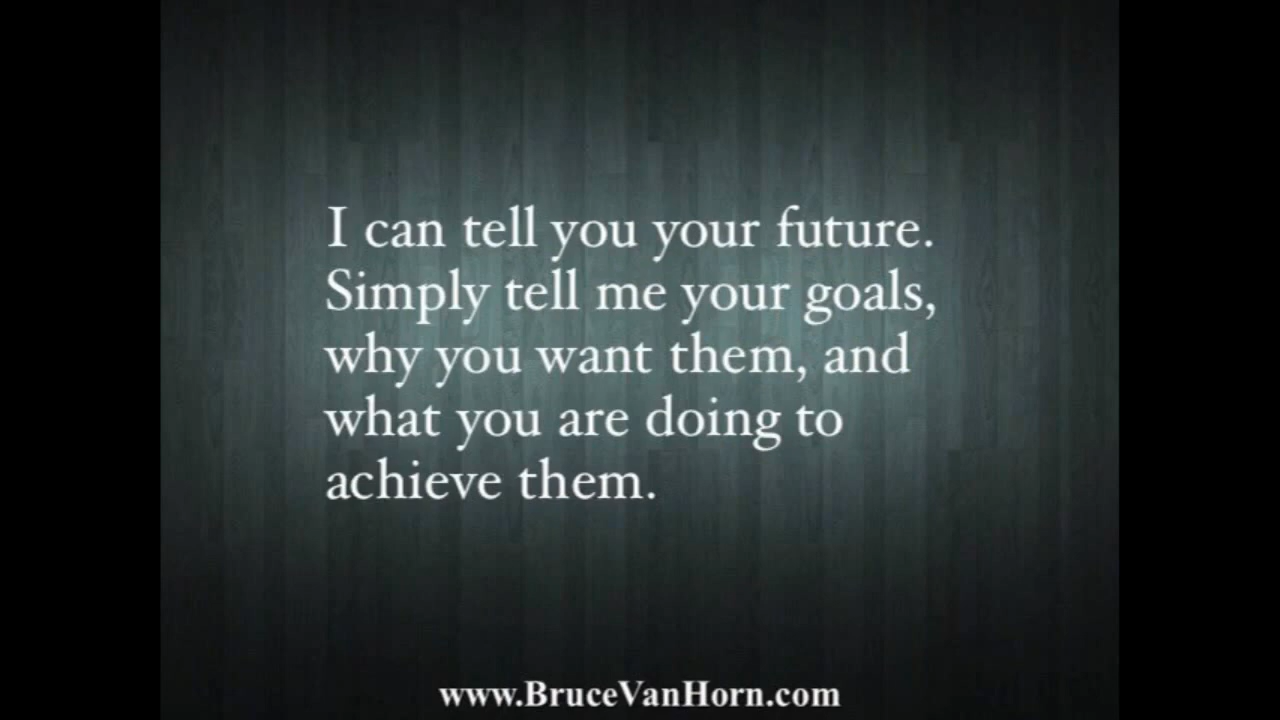 I can tell you your future.
Simply tell me your goals,
why you want them, and
what you are doing to
achieve them.
www.BruceVanHorn.com